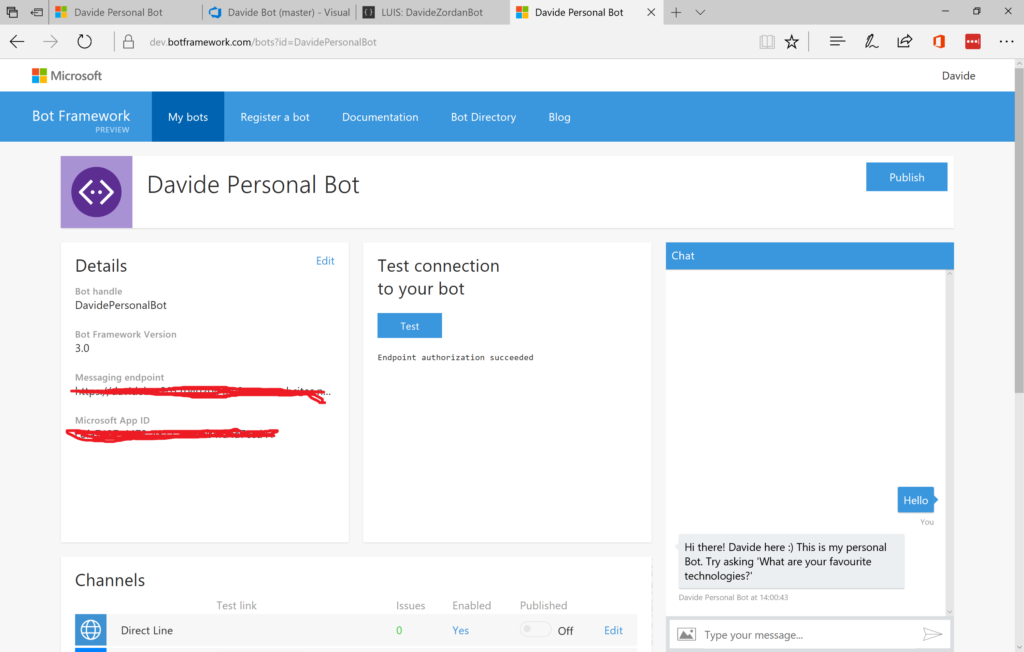 Davide Personal Bot
Davide Bot (master) - Visual
LUIS: DavideZordanBot
Davide Personal Bot
dev.botframework.com/bots?id=DavidePersonalBot
Microsoft
Davide
Bot Framework
PREVIEW
My bots
Register a bot
Documentation
Bot Directory
Blog
Davide Personal Bot
Publish
Details
Edit
Bot handle
DavidePersonalBot
Bot Framework Version
3.0
Messaging endpoint
Microsoft App ID
Test connection
to your bot
Test
Endpoint authorization succeeded
Chat
Hello
You
Hi there! Davide here :) This is my personal
Bot. Try asking 'What are your favourite
technologies?'
Davide Personal Bot at 14:00:43
Type your message...
Channels
Test link
Issues
Enabled
Published
Direct Line
0
Yes
Off
Edit